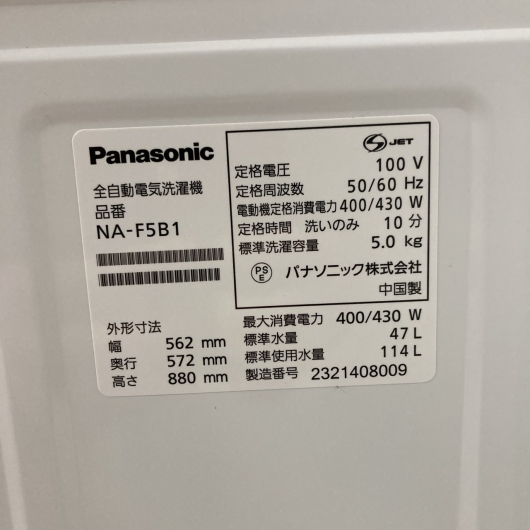 Panasonic
全自動電気洗濯機
品番
NA-F5B1
外形寸法
幅 562 mm
奥行 572 mm
高さ 880 mm
S JET
定格電圧 100 V
定格周波数 50/60 Hz
電動機定格消費電力 400/430 W
定格時間 洗いのみ 10 分
標準洗濯容量 5.0 kg
PS E パナソニック株式会社
中国製
最大消費電力 400/430 W
標準水量 47 L
標準使用水量 114 L
製造番号 2321408009